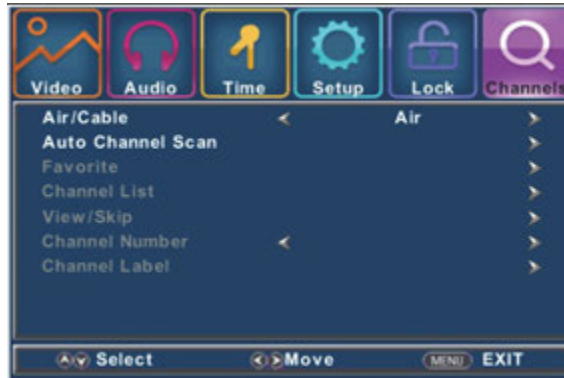 Video Audio Time Setup Lock Channels
Air/Cable Air
Auto Channel Scan
Favorite
Channel List
View/Skip
Channel Number
Channel Label
Select Move MENU EXIT